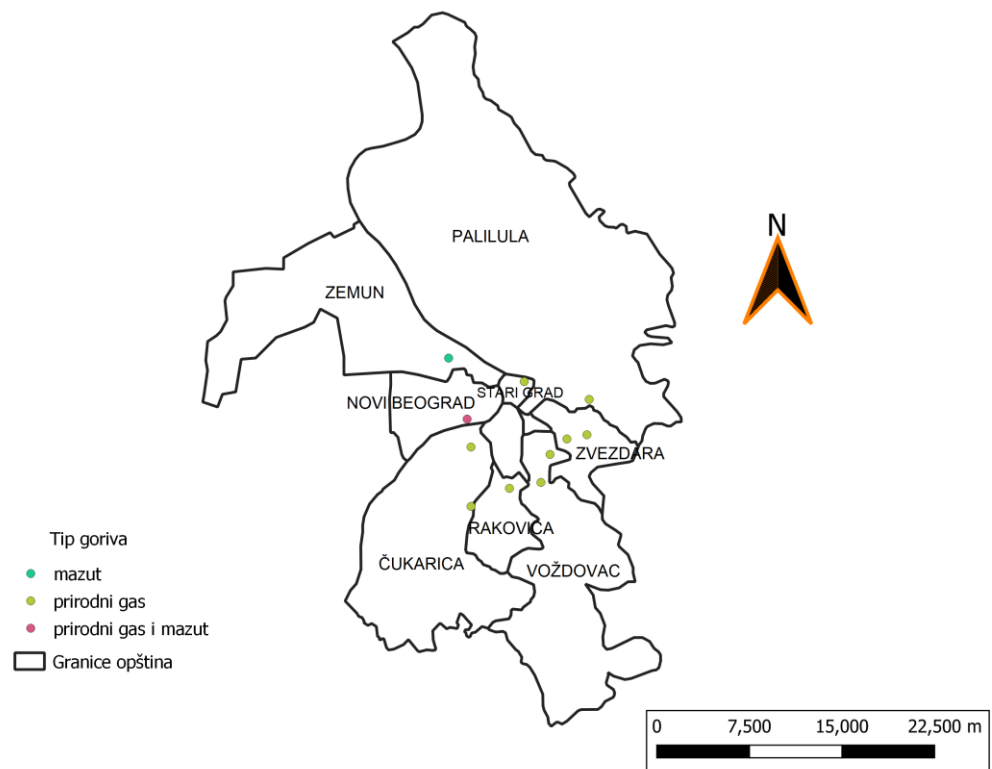 N
PALILULA
ZEMUN
STARI GRAD
NOVI BEOGRAD
ZVEZDARA
RAKOVICA
ČUKARICA
VOŽDOVAC
Tip goriva
mazut
prirodni gas
prirodni gas i mazut
Granice opština
0 7,500 15,000 22,500 m